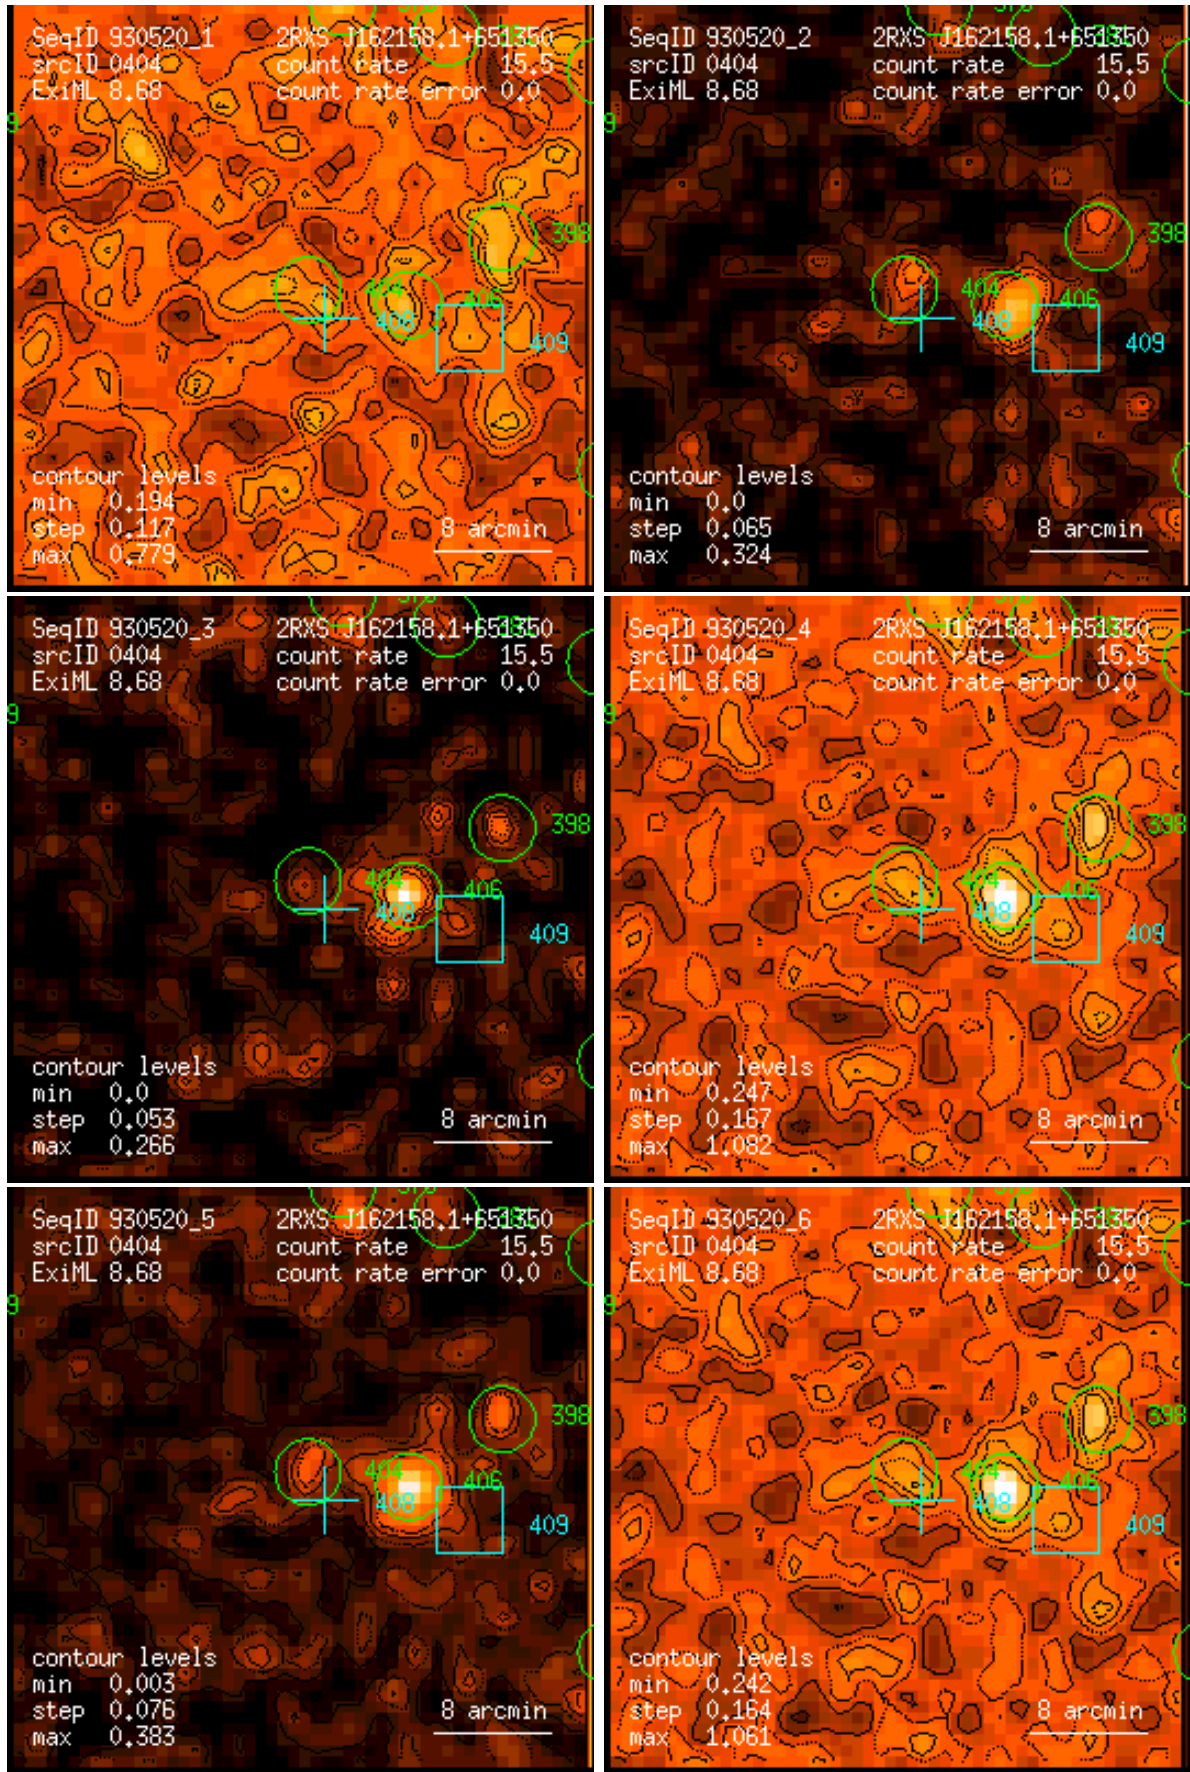 SeqID 930520_1 2RXS J162158.1+651350
srcID 0404 count rate 15.5
ExiML 8.68 count rate error 0.0
9
398
404
406
408
409
contour levels
min 0.194
step 0.117
max 0.779
8 arcmin
SeqID 930520_2 2RXS J162158.1+651350
srcID 0404 count rate 15.5
ExiML 8.68 count rate error 0.0
9
398
404
406
408
409
contour levels
min 0.0
step 0.065
max 0.324
8 arcmin
SeqID 930520_3 2RXS J162158.1+651350
srcID 0404 count rate 15.5
ExiML 8.68 count rate error 0.0
9
398
404
406
408
409
contour levels
min 0.0
step 0.053
max 0.266
8 arcmin
SeqID 930520_4 2RXS J162158.1+651350
srcID 0404 count rate 15.5
ExiML 8.68 count rate error 0.0
9
398
404
406
408
409
contour levels
min 0.247
step 0.167
max 1.082
8 arcmin
SeqID 930520_5 2RXS J162158.1+651350
srcID 0404 count rate 15.5
ExiML 8.68 count rate error 0.0
9
398
404
406
408
409
contour levels
min 0.003
step 0.076
max 0.383
8 arcmin
SeqID 930520_6 2RXS J162158.1+651350
srcID 0404 count rate 15.5
ExiML 8.68 count rate error 0.0
9
398
404
406
408
409
contour levels
min 0.242
step 0.164
max 1.061
8 arcmin